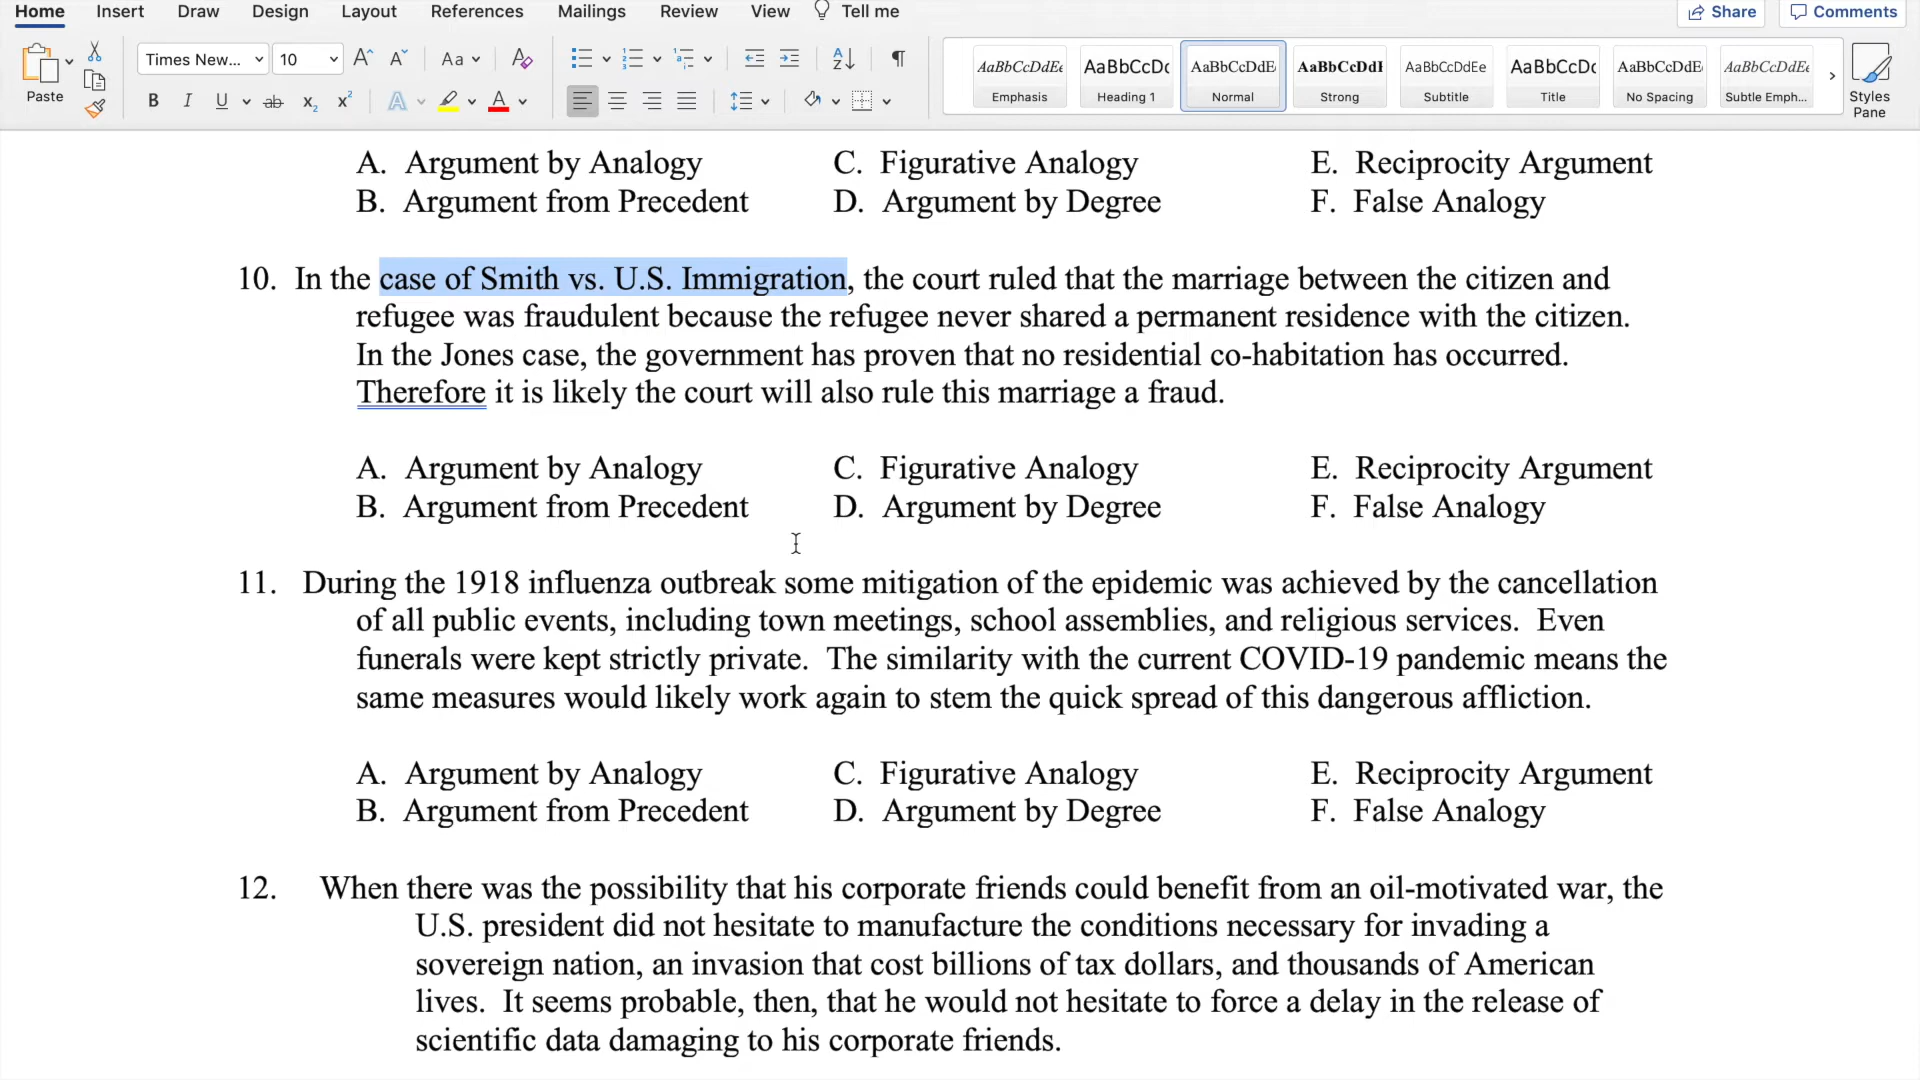 Home Insert Draw Design Layout References Mailings Review View Tell me Share Comments
Times New... 10 Aa
Paste
B I U ab x2 x2 A A
AaBbCcDdEe Emphasis
AaBbCcDc Heading 1
AaBbCcDdE Normal
AaBbCcDdE Strong
AaBbCcDdEe Subtitle
AaBbCcDc Title
AaBbCcDdE No Spacing
AaBbCcDdEe Subtle Emph...
Styles Pane
A. Argument by Analogy C. Figurative Analogy E. Reciprocity Argument
B. Argument from Precedent D. Argument by Degree F. False Analogy
10. In the case of Smith vs. U.S. Immigration, the court ruled that the marriage between the citizen and
refugee was fraudulent because the refugee never shared a permanent residence with the citizen.
In the Jones case, the government has proven that no residential co-habitation has occurred.
Therefore it is likely the court will also rule this marriage a fraud.
A. Argument by Analogy C. Figurative Analogy E. Reciprocity Argument
B. Argument from Precedent D. Argument by Degree F. False Analogy
11. During the 1918 influenza outbreak some mitigation of the epidemic was achieved by the cancellation
of all public events, including town meetings, school assemblies, and religious services. Even
funerals were kept strictly private. The similarity with the current COVID-19 pandemic means the
same measures would likely work again to stem the quick spread of this dangerous affliction.
A. Argument by Analogy C. Figurative Analogy E. Reciprocity Argument
B. Argument from Precedent D. Argument by Degree F. False Analogy
12. When there was the possibility that his corporate friends could benefit from an oil-motivated war, the
U.S. president did not hesitate to manufacture the conditions necessary for invading a
sovereign nation, an invasion that cost billions of tax dollars, and thousands of American
lives. It seems probable, then, that he would not hesitate to force a delay in the release of
scientific data damaging to his corporate friends.